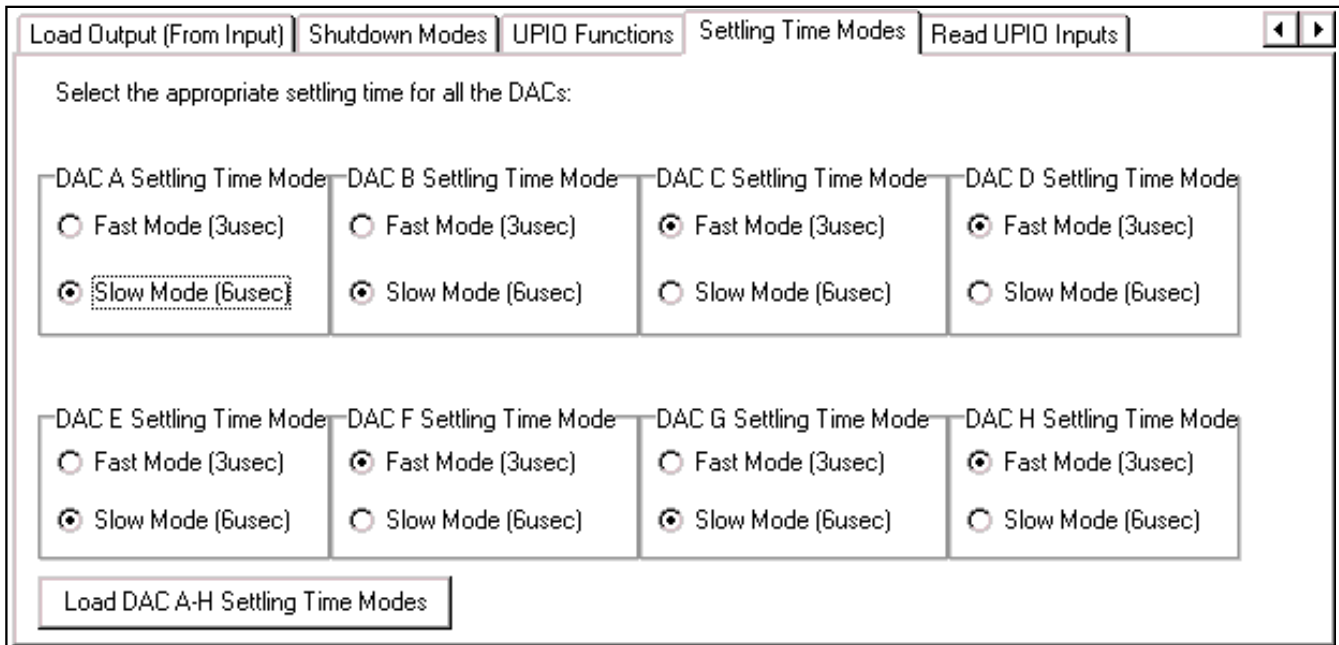 Load Output (From Input) Shutdown Modes UPIO Functions Settling Time Modes Read UPIO Inputs
Select the appropriate settling time for all the DACs:
DAC A Settling Time Mode DAC B Settling Time Mode DAC C Settling Time Mode DAC D Settling Time Mode
Fast Mode (3usec) Fast Mode (3usec) Fast Mode (3usec) Fast Mode (3usec)
Slow Mode (6usec) Slow Mode (6usec) Slow Mode (6usec) Slow Mode (6usec)
DAC E Settling Time Mode DAC F Settling Time Mode DAC G Settling Time Mode DAC H Settling Time Mode
Fast Mode (3usec) Fast Mode (3usec) Fast Mode (3usec) Fast Mode (3usec)
Slow Mode (6usec) Slow Mode (6usec) Slow Mode (6usec) Slow Mode (6usec)
Load DAC A-H Settling Time Modes